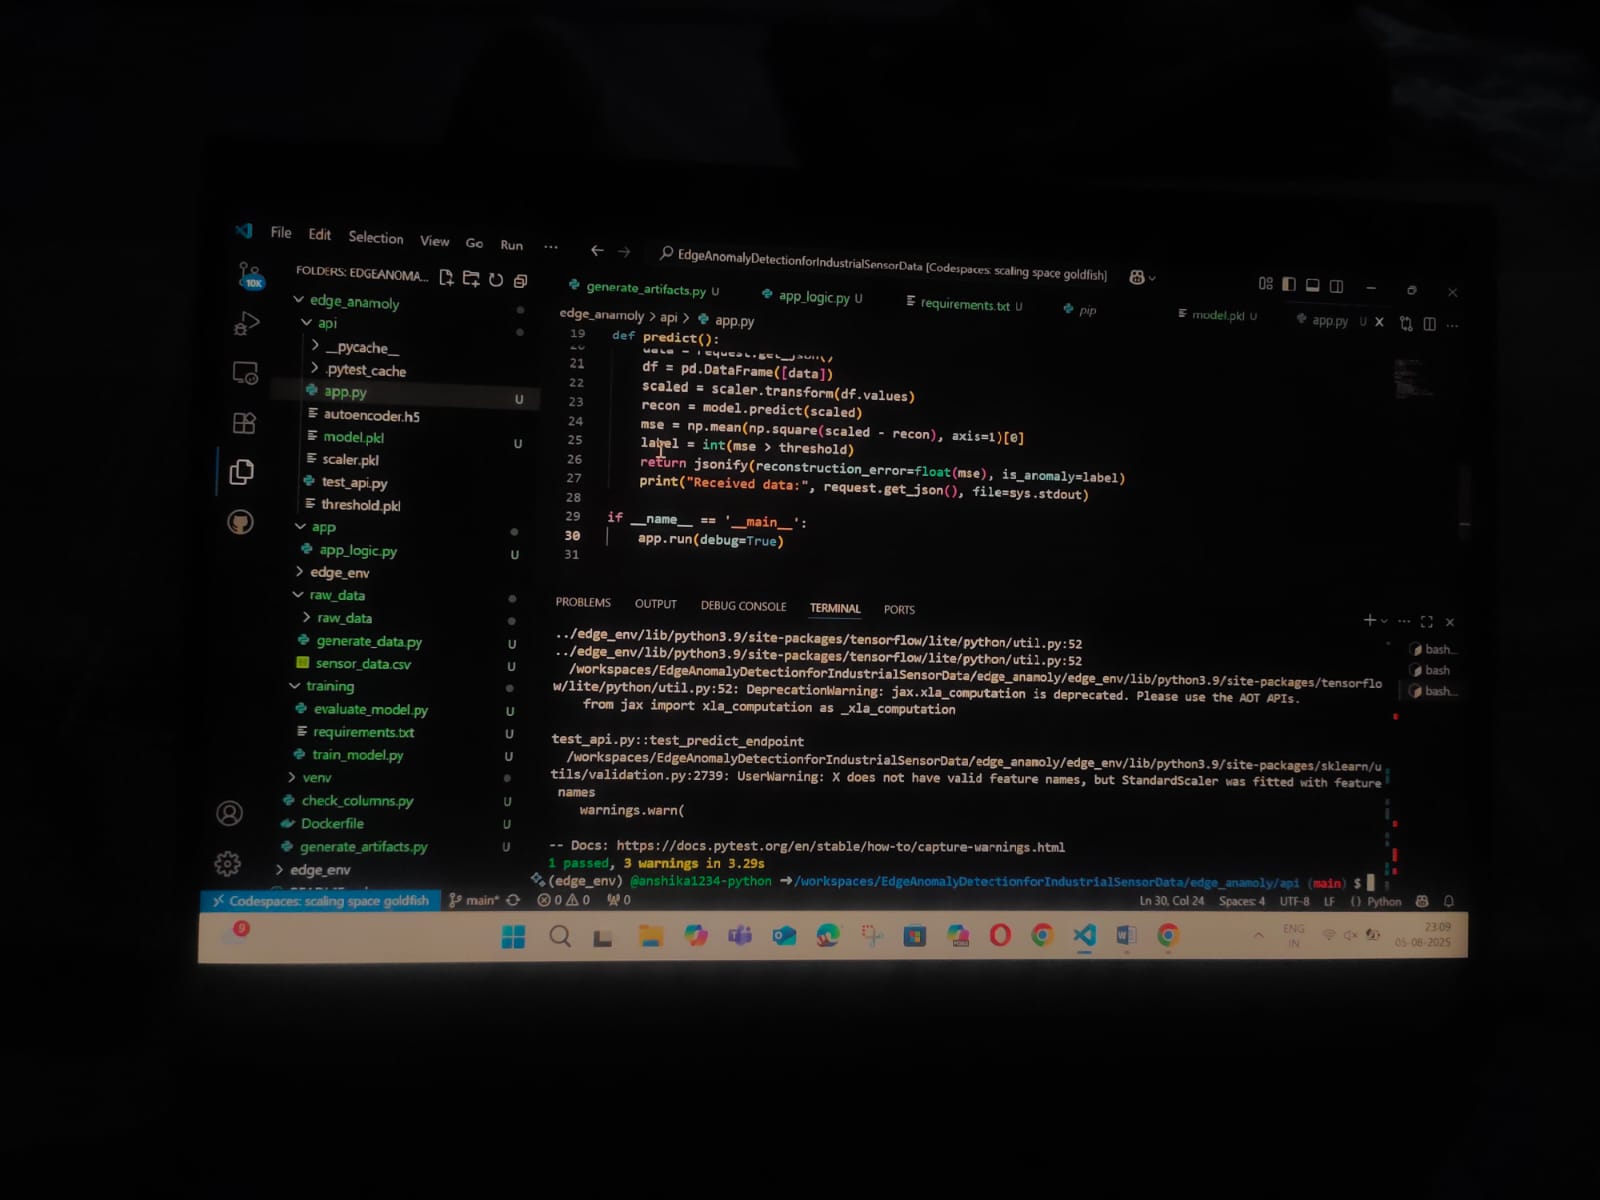 File Edit Selection View Go Run ...
EdgeAnomalyDetectionforIndustrialSensorData [Codespaces: scaling space goldfish]
10K
FOLDERS: EDGEANOMA...
edge_anamoly
api
__pycache__
.pytest_cache
app.py U
autoencoder.h5
model.pkl U
scaler.pkl
test_api.py
threshold.pkl
app
app_logic.py U
edge_env
raw_data
raw_data
generate_data.py U
sensor_data.csv U
training
evaluate_model.py U
requirements.txt U
train_model.py U
venv
check_columns.py U
Dockerfile U
generate_artifacts.py U
edge_env
generate_artifacts.py U app_logic.py U requirements.txt U pip model.pkl U app.py U X
edge_anamoly > api > app.py
19 def predict():
data = request.get_json()
21 df = pd.DataFrame([data])
22 scaled = scaler.transform(df.values)
23 recon = model.predict(scaled)
24 mse = np.mean(np.square(scaled - recon), axis=1)[0]
25 label = int(mse > threshold)
26 return jsonify(reconstruction_error=float(mse), is_anomaly=label)
27 print("Received data:", request.get_json(), file=sys.stdout)
28
29 if __name__ == '__main__':
30 app.run(debug=True)
31
PROBLEMS OUTPUT DEBUG CONSOLE TERMINAL PORTS
../edge_env/lib/python3.9/site-packages/tensorflow/lite/python/util.py:52
../edge_env/lib/python3.9/site-packages/tensorflow/lite/python/util.py:52
/workspaces/EdgeAnomalyDetectionforIndustrialSensorData/edge_anamoly/edge_env/lib/python3.9/site-packages/tensorflo
w/lite/python/util.py:52: DeprecationWarning: jax.xla_computation is deprecated. Please use the AOT APIs.
from jax import xla_computation as _xla_computation
test_api.py::test_predict_endpoint
/workspaces/EdgeAnomalyDetectionforIndustrialSensorData/edge_anamoly/edge_env/lib/python3.9/site-packages/sklearn/u
tils/validation.py:2739: UserWarning: X does not have valid feature names, but StandardScaler was fitted with feature
names
warnings.warn(
-- Docs: https://docs.pytest.org/en/stable/how-to/capture-warnings.html
1 passed, 3 warnings in 3.29s
(edge_env) @anshika1234-python →/workspaces/EdgeAnomalyDetectionforIndustrialSensorData/edge_anamoly/api (main) $
bash...
bash
bash...
Codespaces: scaling space goldfish main* 0 0 0 Ln 30, Col 24 Spaces: 4 UTF-8 LF {} Python
9
ENG
IN
23:09
05-08-2025